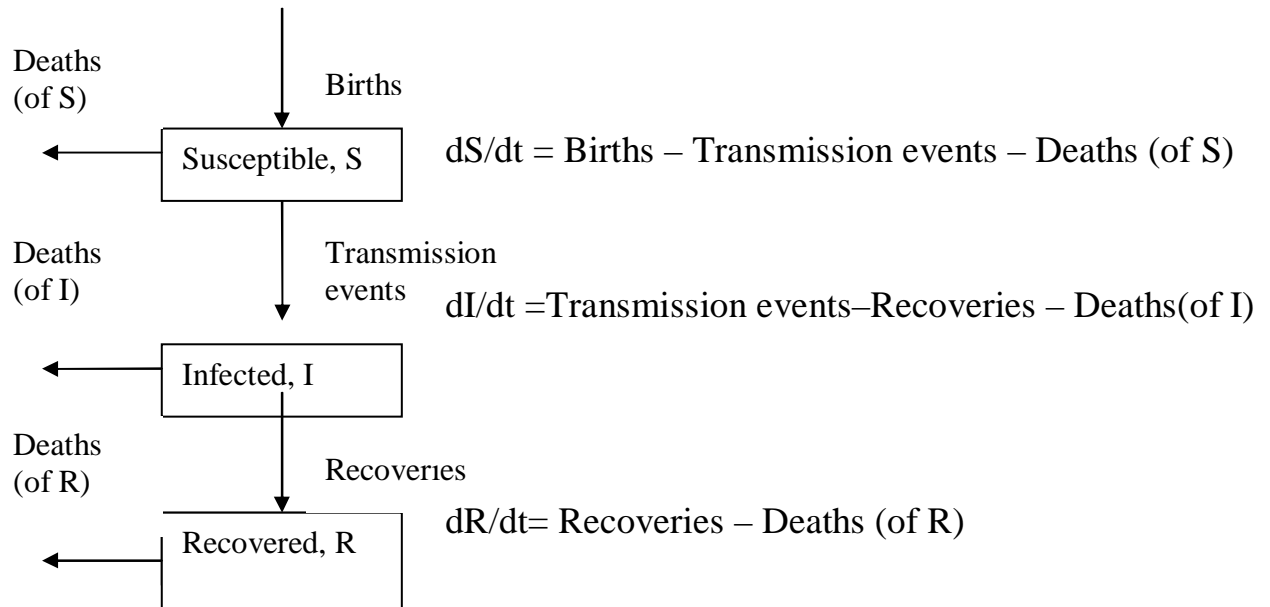 Deaths
(of S)
Births
Susceptible, S
dS/dt = Births – Transmission events – Deaths (of S)
Deaths
(of I)
Transmission
events
dI/dt =Transmission events–Recoveries – Deaths(of I)
Infected, I
Deaths
(of R)
Recoveries
dR/dt= Recoveries – Deaths (of R)
Recovered, R